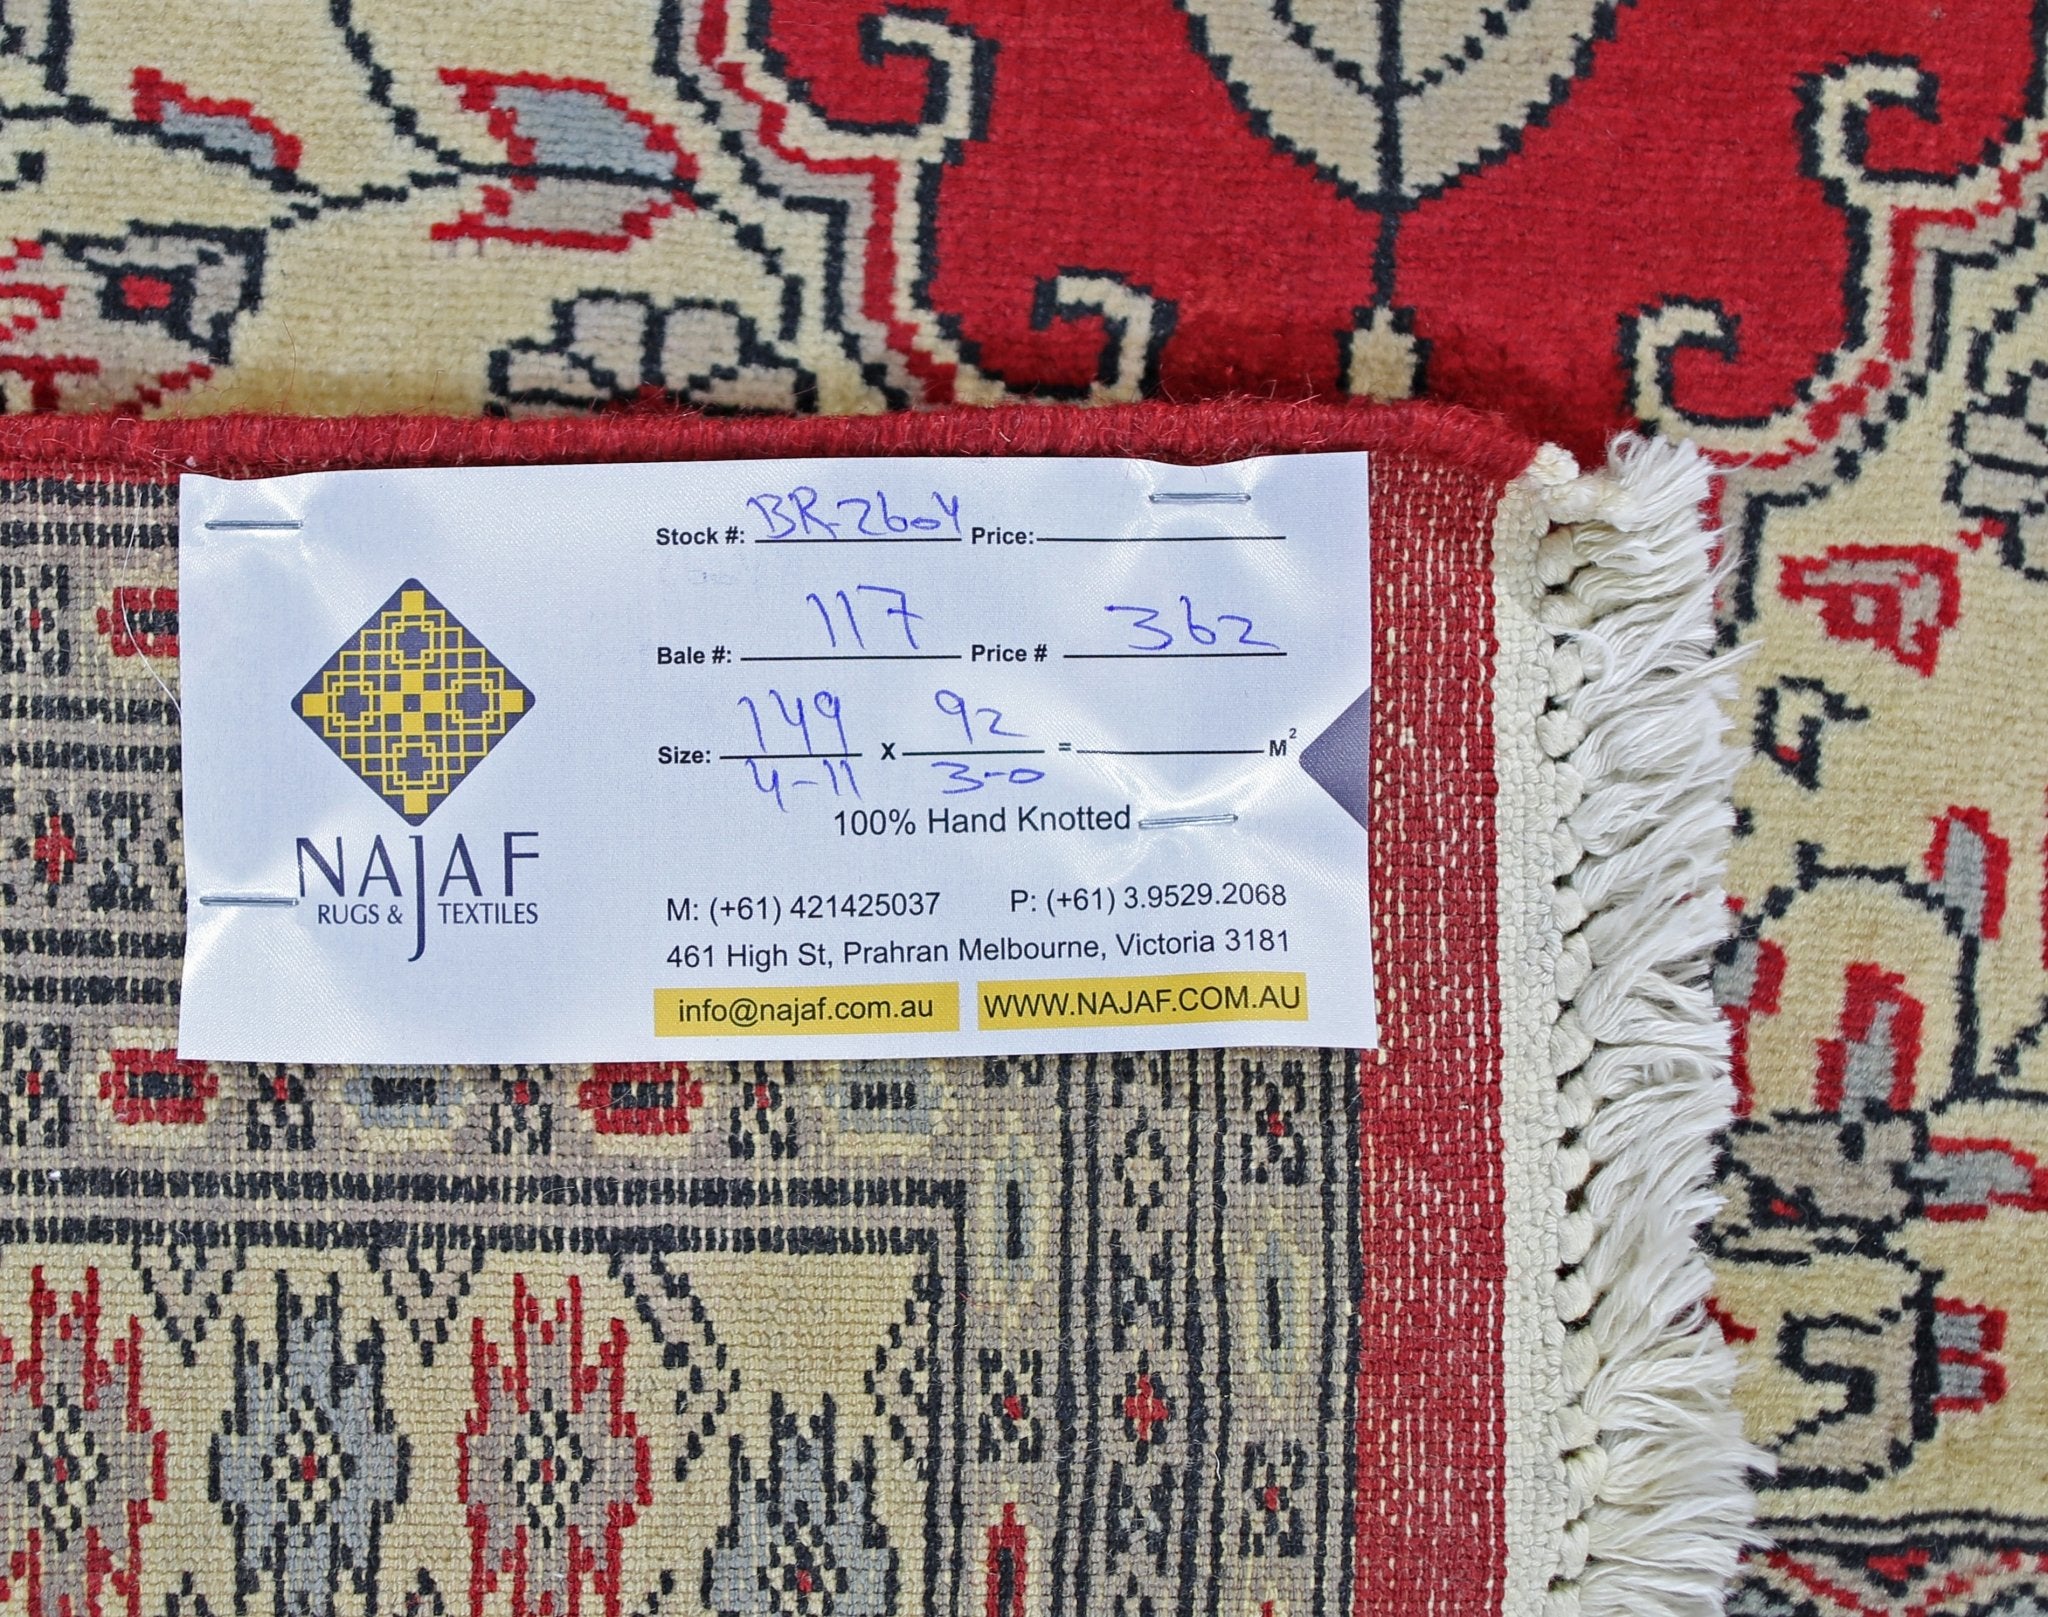 Stock #: BR-2604 Price:
Bale #: 117 Price # 362
Size: 149 x 92 = M²
4-11 3-0
100% Hand Knotted
NAJAF
RUGS & TEXTILES
M: (+61) 421425037 P: (+61) 3.9529.2068
461 High St, Prahran Melbourne, Victoria 3181
info@najaf.com.au WWW.NAJAF.COM.AU